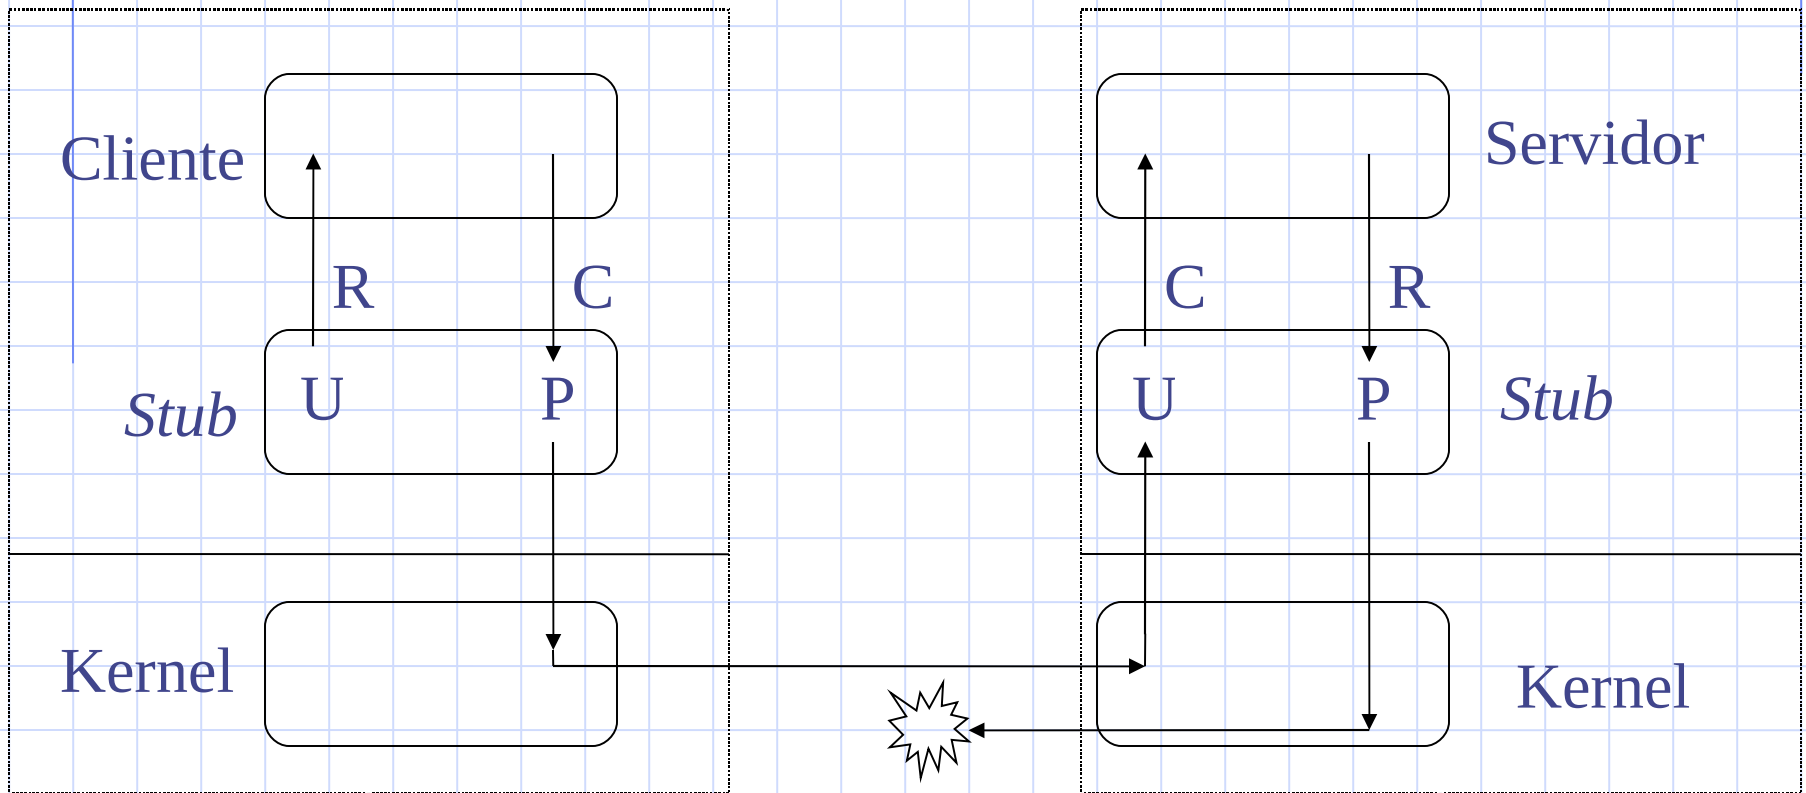 Cliente
Servidor
R
C
C
R
Stub
U
P
U
P
Stub
Kernel
Kernel